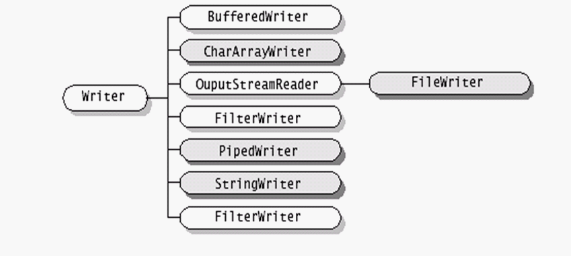 BufferedWriter
CharArrayWriter
Writer
OuputStreamReader
FileWriter
FilterWriter
PipedWriter
StringWriter
FilterWriter